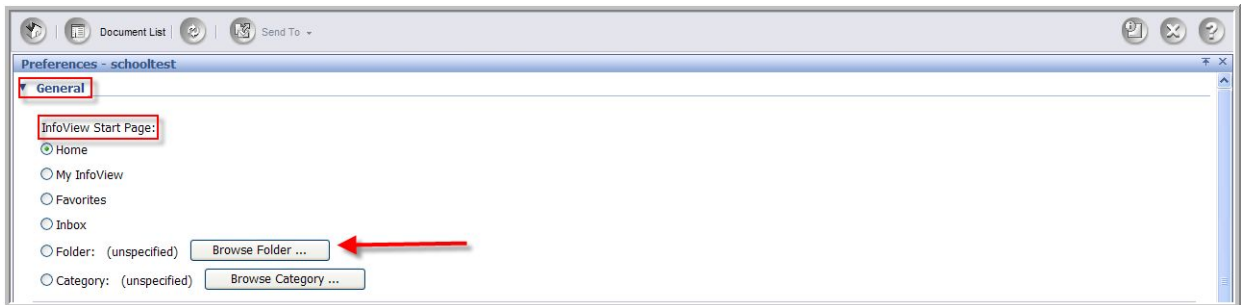 Document List Send To
Preferences - schooltest
General
InfoView Start Page:
Home
My InfoView
Favorites
Inbox
Folder: (unspecified) Browse Folder ...
Category: (unspecified) Browse Category ...